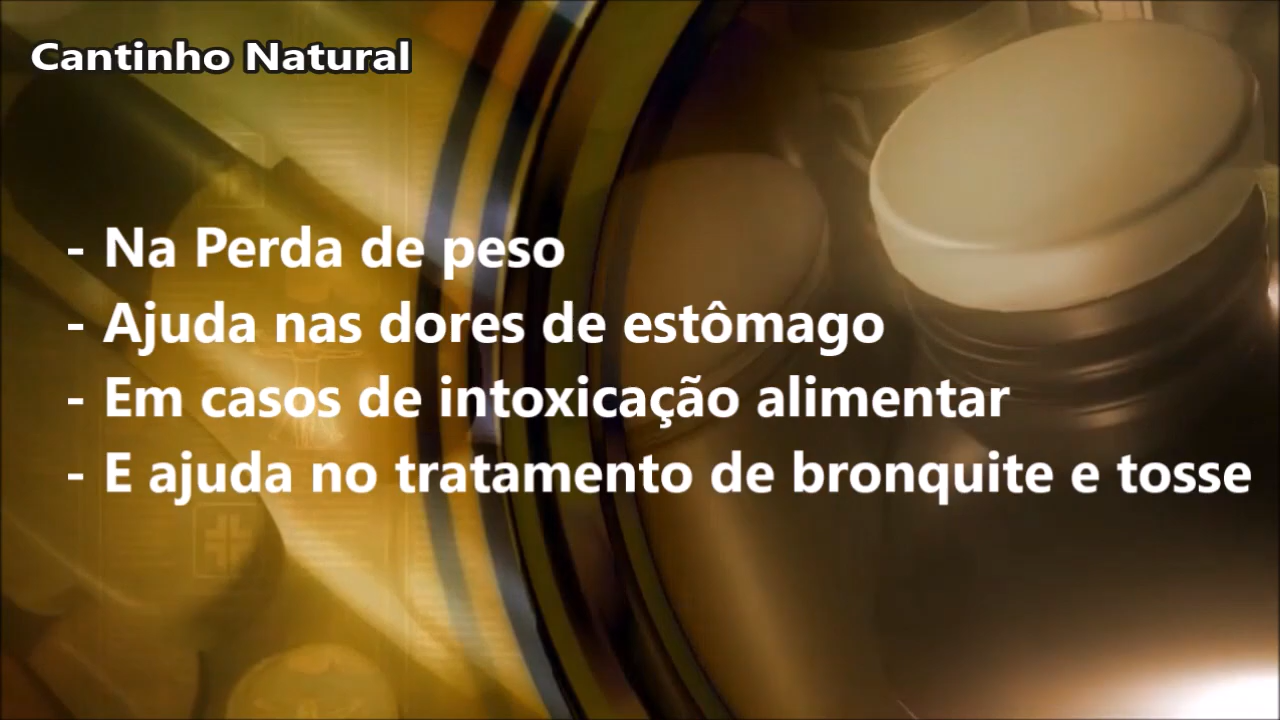 Cantinho Natural
- Na Perda de peso
- Ajuda nas dores de estômago
- Em casos de intoxicação alimentar
- E ajuda no tratamento de bronquite e tosse